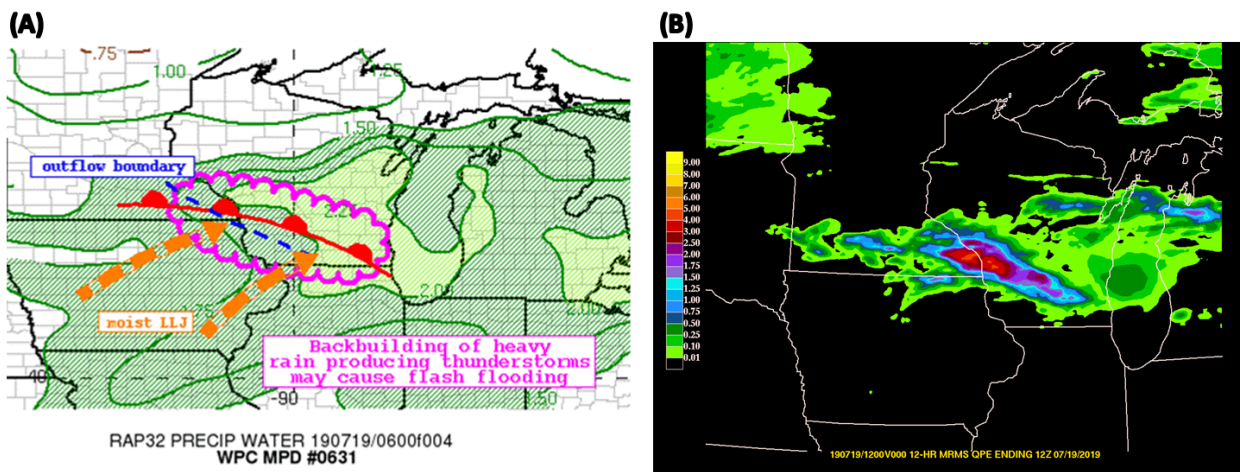 (A)
(B)
.75
1.00
1.25
1.50
outflow boundary
2.25
2.00
moist LLJ
.75
2.00
Backbuilding of heavy
rain producing thunderstorms
may cause flash flooding
40
-90
1.50
RAP32 PRECIP WATER 190719/0600f004
WPC MPD #0631
9.00
8.00
7.00
6.00
5.00
4.00
3.00
2.50
2.00
1.75
1.50
1.25
1.00
0.75
0.50
0.25
0.10
0.01
190719/1200V000 12-HR MRMS QPE ENDING 12Z 07/19/2019